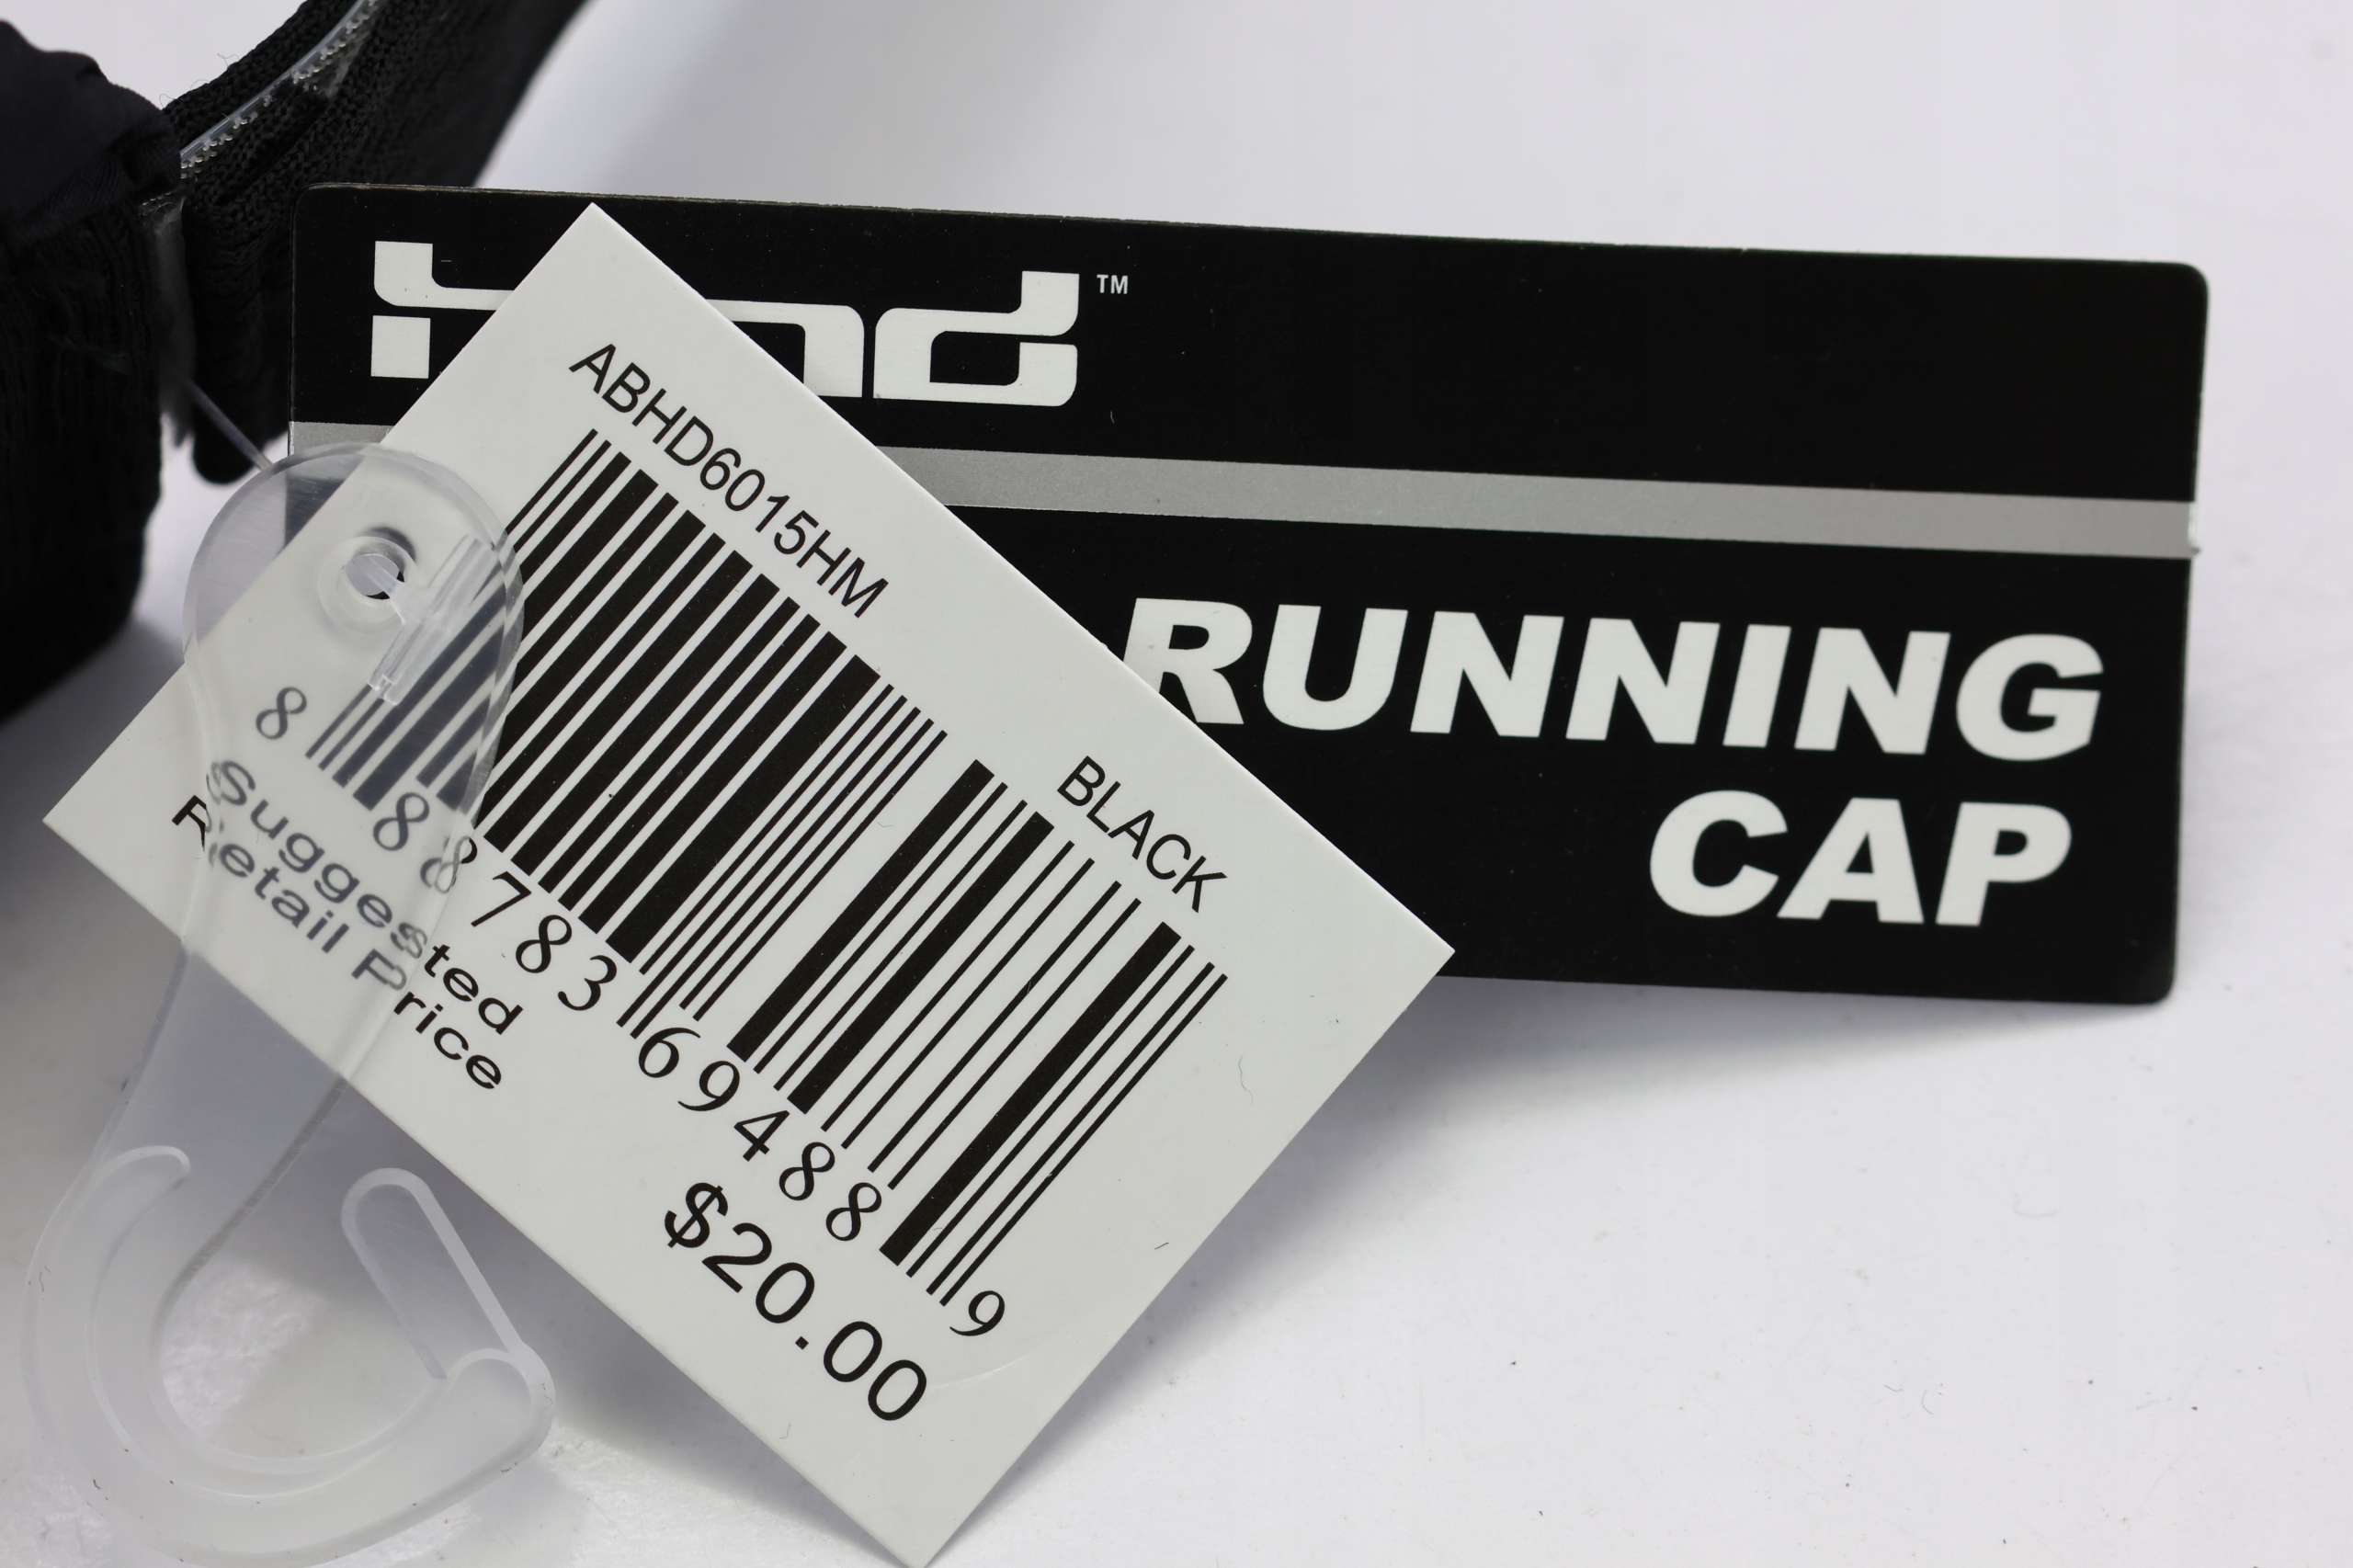 hind™
RUNNING
CAP
ABHD6015HM
BLACK
8 88783 69488 9
Suggested
Retail Price
$20.00